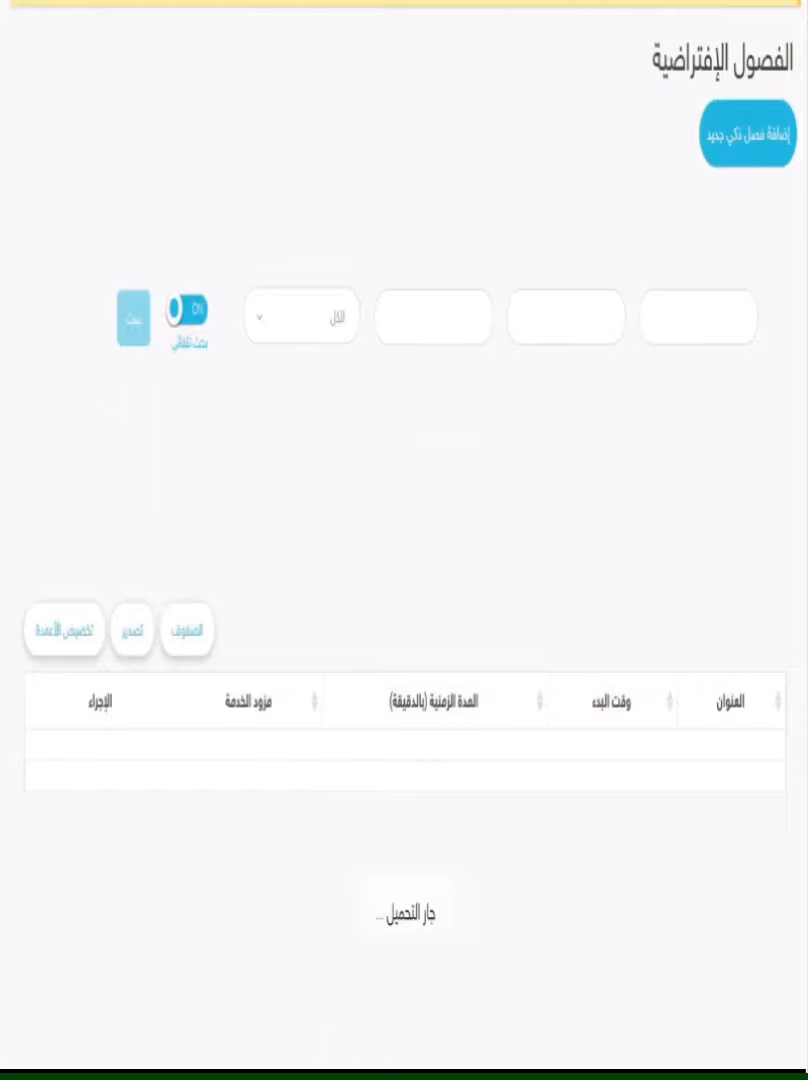 الفصول الإفتراضية
إضافة فصل ذكي جديد
الكل
ON
بحث
بحث تلقائي
الصفوف تصدير تخصيص الأعمدة
العنوان وقت البدء المدة الزمنية (بالدقيقة) مزود الخدمة الإجراء
جار التحميل ...